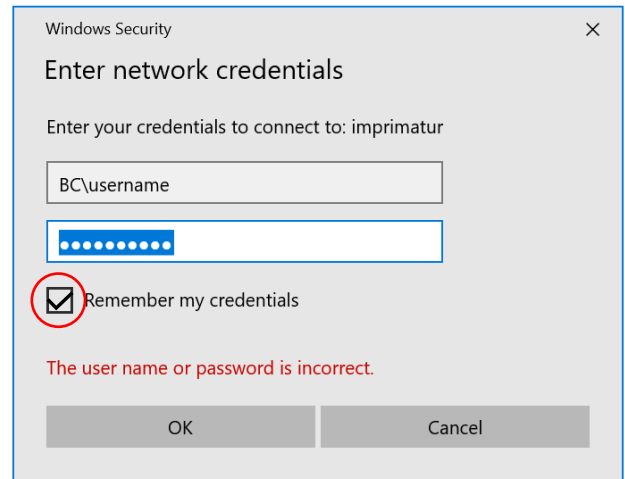 Windows Security
Enter network credentials
Enter your credentials to connect to: imprimatur
BC\username
●●●●●●●●●●
Remember my credentials
The user name or password is incorrect.
OK
Cancel